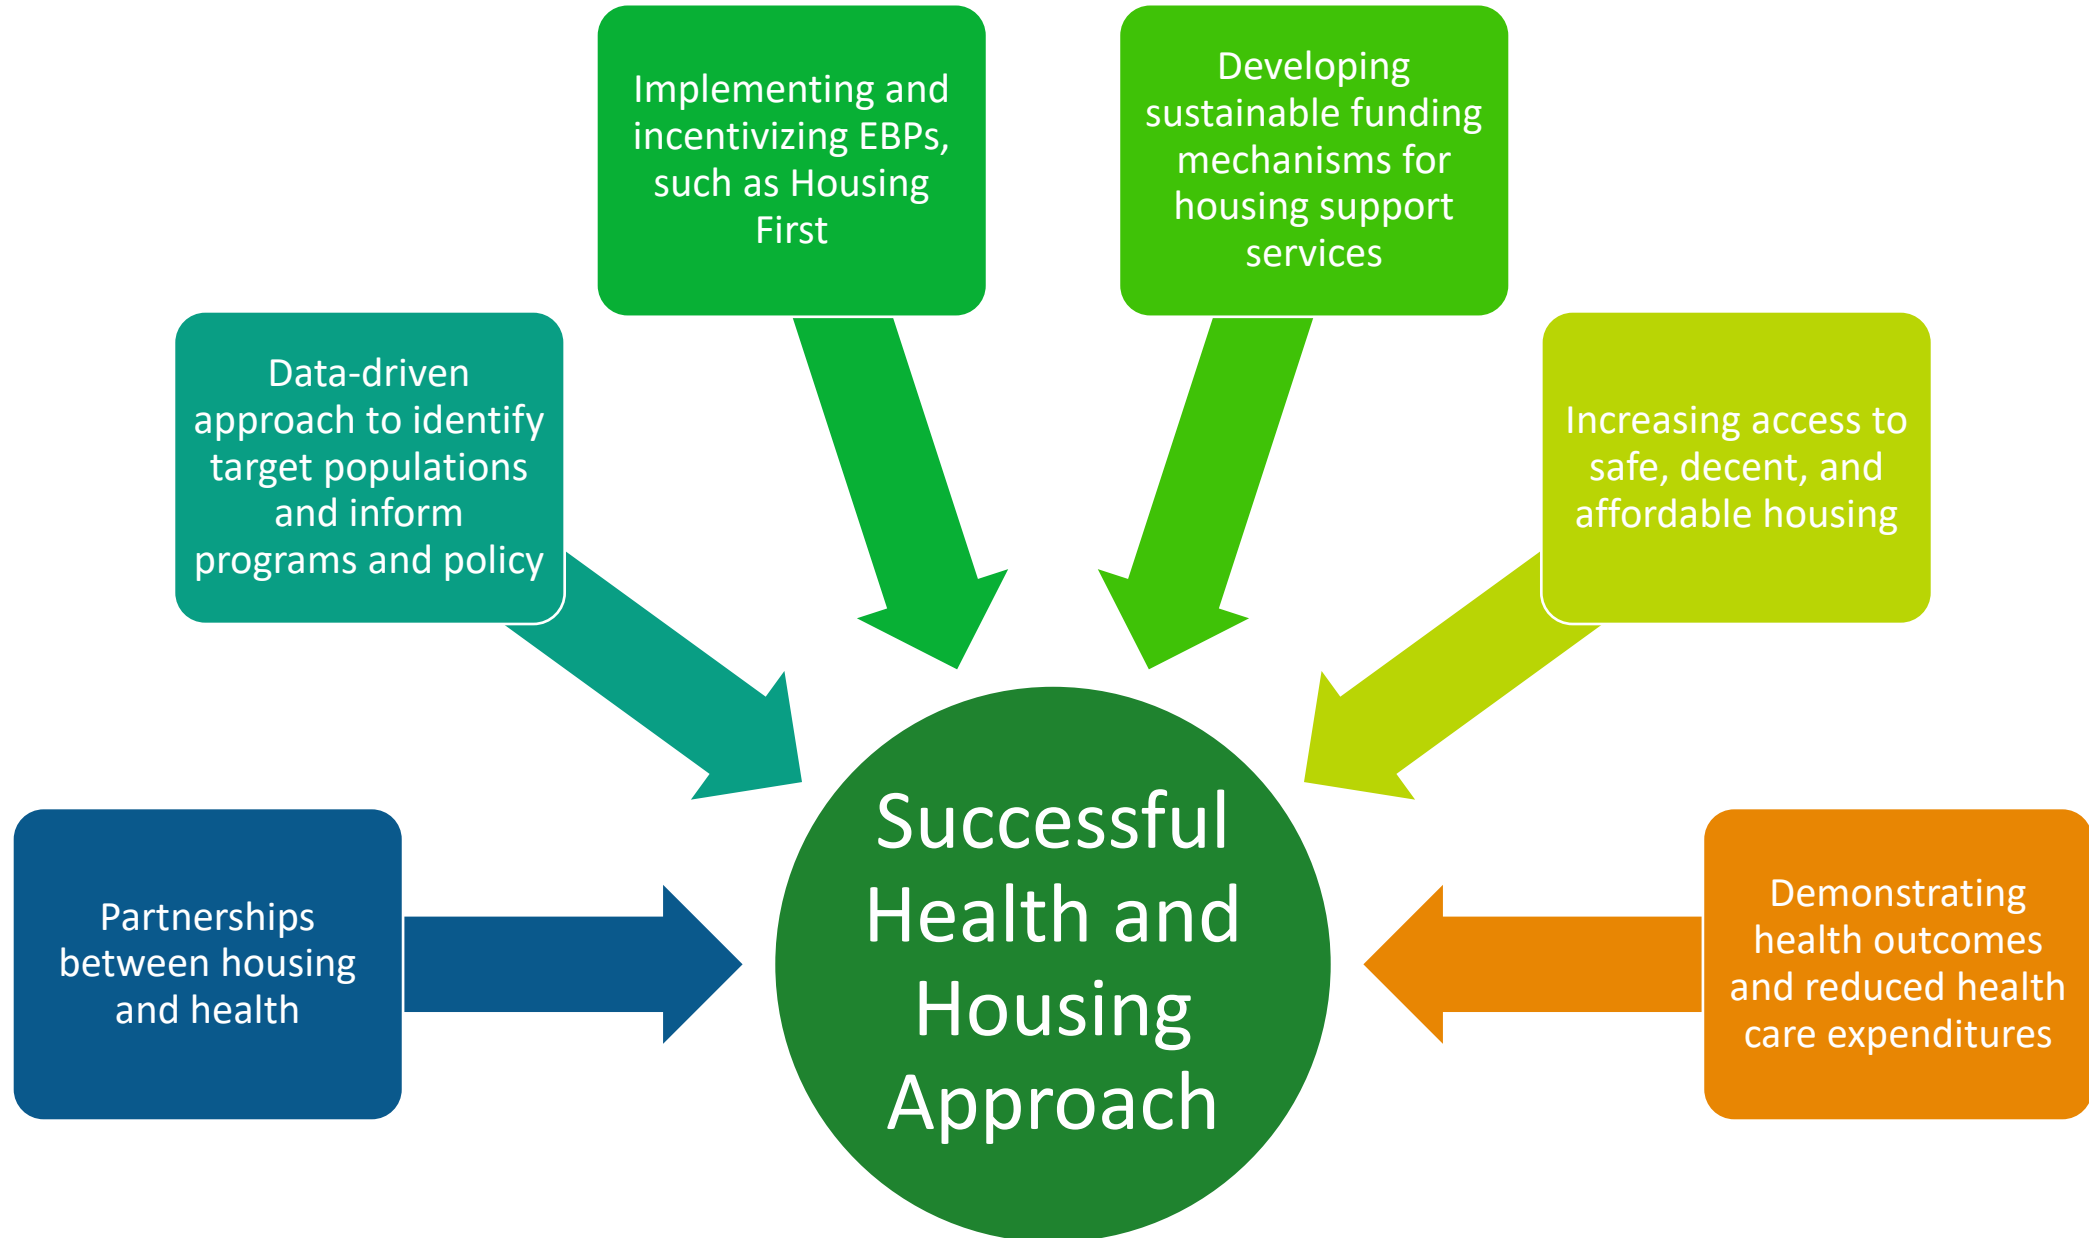 Implementing and
incentivizing EBPs,
such as Housing
First
Developing
sustainable funding
mechanisms for
housing support
services
Data-driven
approach to identify
target populations
and inform
programs and policy
Increasing access to
safe, decent, and
affordable housing
Partnerships
between housing
and health
Successful
Health and
Housing
Approach
Demonstrating
health outcomes
and reduced health
care expenditures